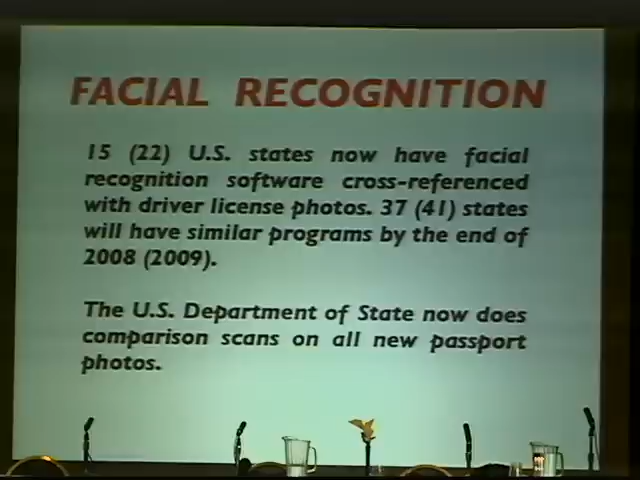 FACIAL RECOGNITION
15 (22) U.S. states now have facial
recognition software cross-referenced
with driver license photos. 37 (41) states
will have similar programs by the end of
2008 (2009).
The U.S. Department of State now does
comparison scans on all new passport
photos.